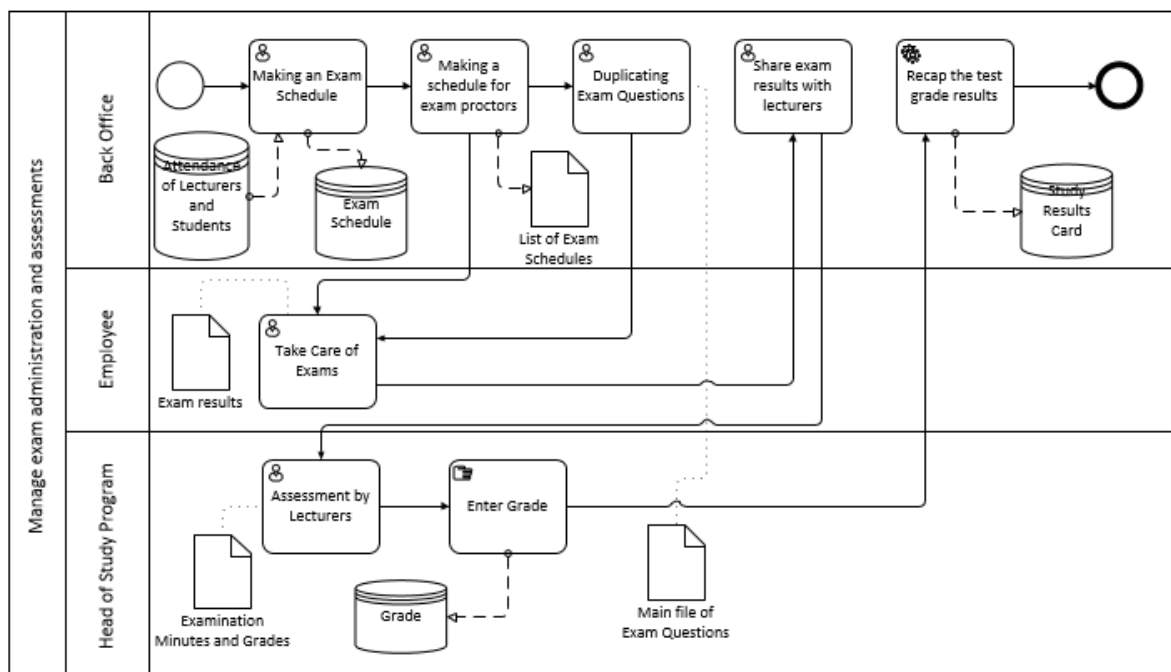 Manage exam administration and assessments
Back Office
Making an Exam
Schedule
Making a
schedule for
exam proctors
Duplicating
Exam Questions
Share exam
results with
lecturers
Recap the test
grade results
Attendance
of Lecturers
and
Students
Exam
Schedule
List of Exam
Schedules
Study
Results
Card
Employee
Take Care of
Exams
Exam results
Head of Study Program
Assessment by
Lecturers
Enter Grade
Examination
Minutes and Grades
Grade
Main file of
Exam Questions